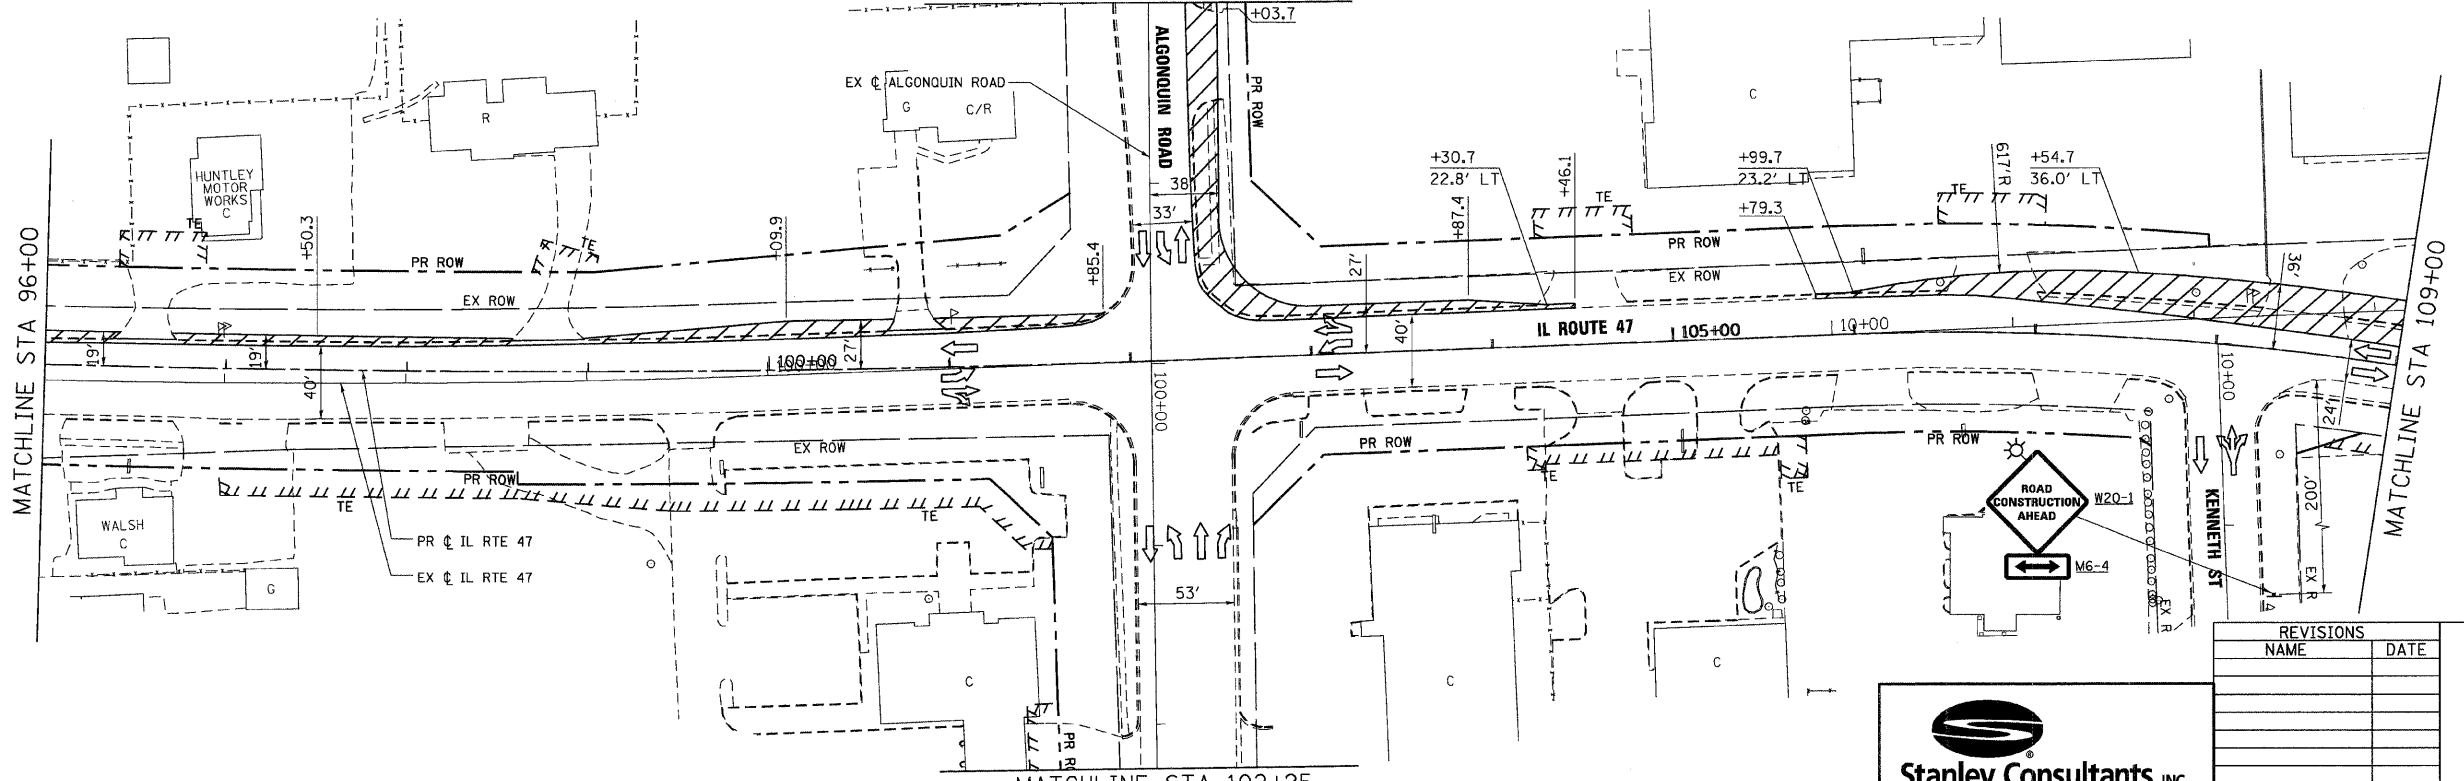 +03.7
ALGONQUIN ROAD
EX ℄ ALGONQUIN ROAD
G
C/R
R
PR ROW
C
HUNTLEY
MOTOR
WORKS
C
TE
TE
+50.3
+09.9
+85.4
38'
33'
+30.7
22.8' LT
+46.1
+87.4
TE
+99.7
23.2' LT
+79.3
617'R
+54.7
36.0' LT
TE
MATCHLINE STA 96+00
PR ROW
EX ROW
PR ROW
EX ROW
27'
36'
MATCHLINE STA 109+00
19'
19'
40'
100+00
27'
40'
IL ROUTE 47
105+00
10+00
10+00
100+00
EX ROW
PR ROW
PR ROW
PR ROW
24'
200'
TE
TE
TE
TE
WALSH
C
G
PR ℄ IL RTE 47
EX ℄ IL RTE 47
53'
ROAD
CONSTRUCTION
AHEAD
W20-1
M6-4
KENNETH ST
EX R
EX R
C
C
C
PR RO
REVISIONS
NAME
DATE
Stanley Consultants INC.
MATCHLINE STA 102+25